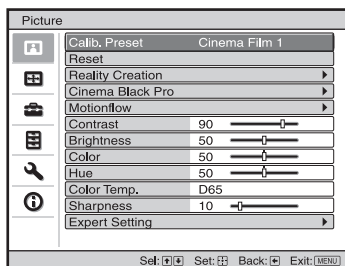 Picture
Calib. Preset Cinema Film 1
Reset
Reality Creation
Cinema Black Pro
Motionflow
Contrast 90
Brightness 50
Color 50
Hue 50
Color Temp. D65
Sharpness 10
Expert Setting
Sel: Set: Back: Exit: MENU